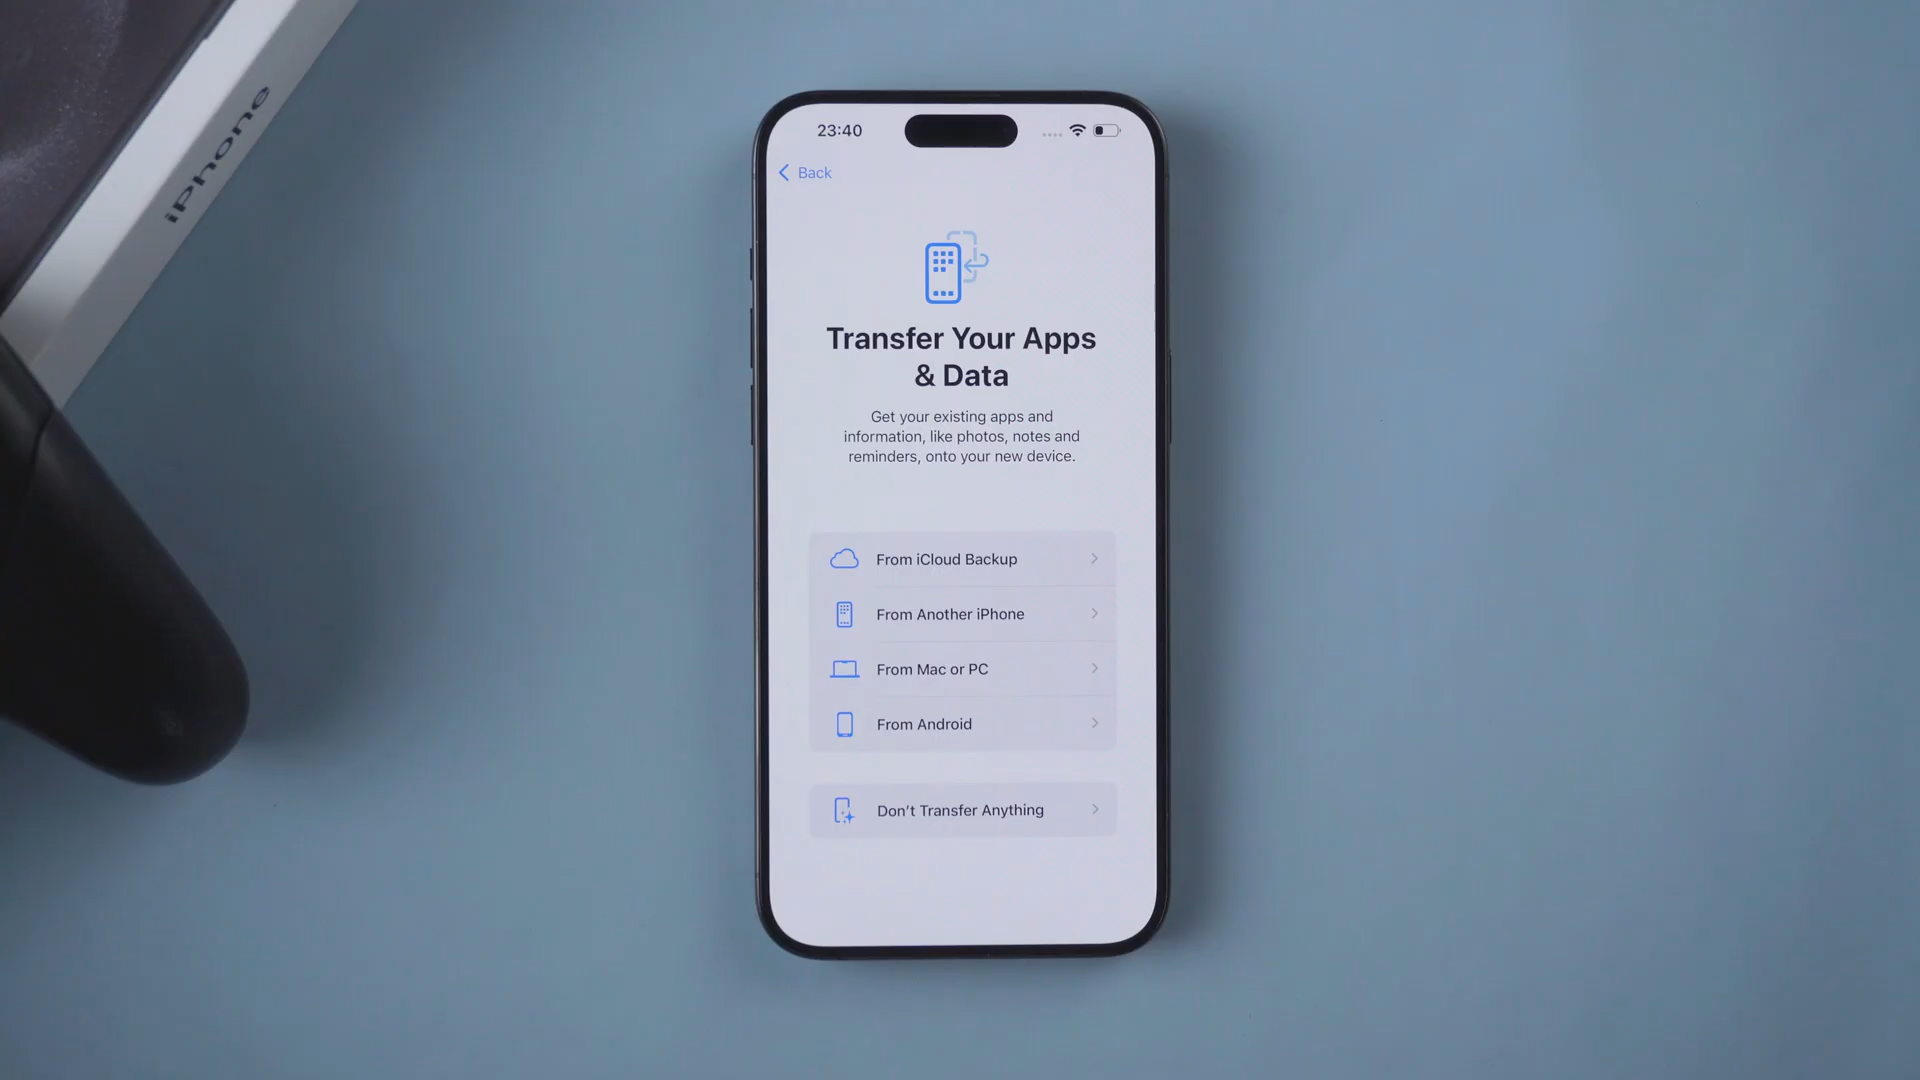 iPhone
23:40
Back
Transfer Your Apps
& Data
Get your existing apps and
information, like photos, notes and
reminders, onto your new device.
From iCloud Backup
From Another iPhone
From Mac or PC
From Android
Don’t Transfer Anything